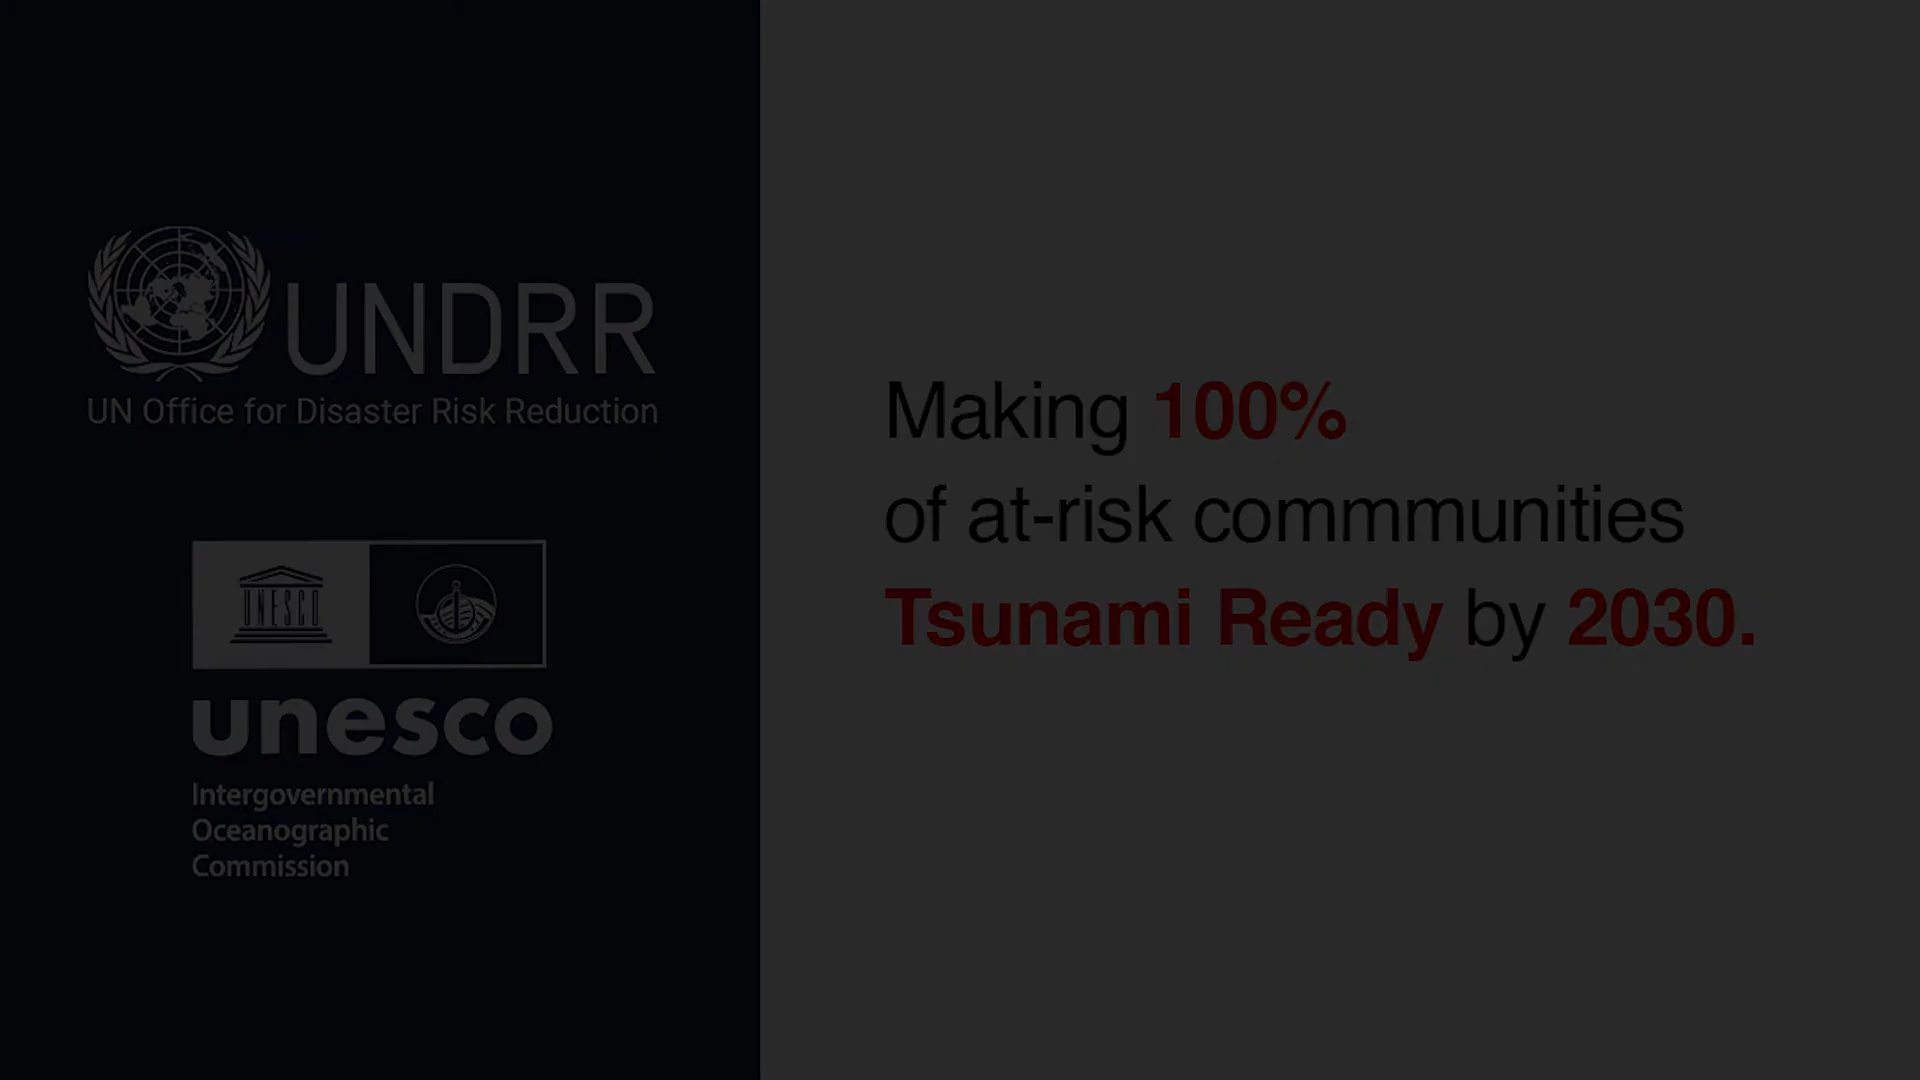 UNDRR
UN Office for Disaster Risk Reduction
UNESCO
unesco
Intergovernmental
Oceanographic
Commission
Making 100%
of at-risk commmunities
Tsunami Ready by 2030.